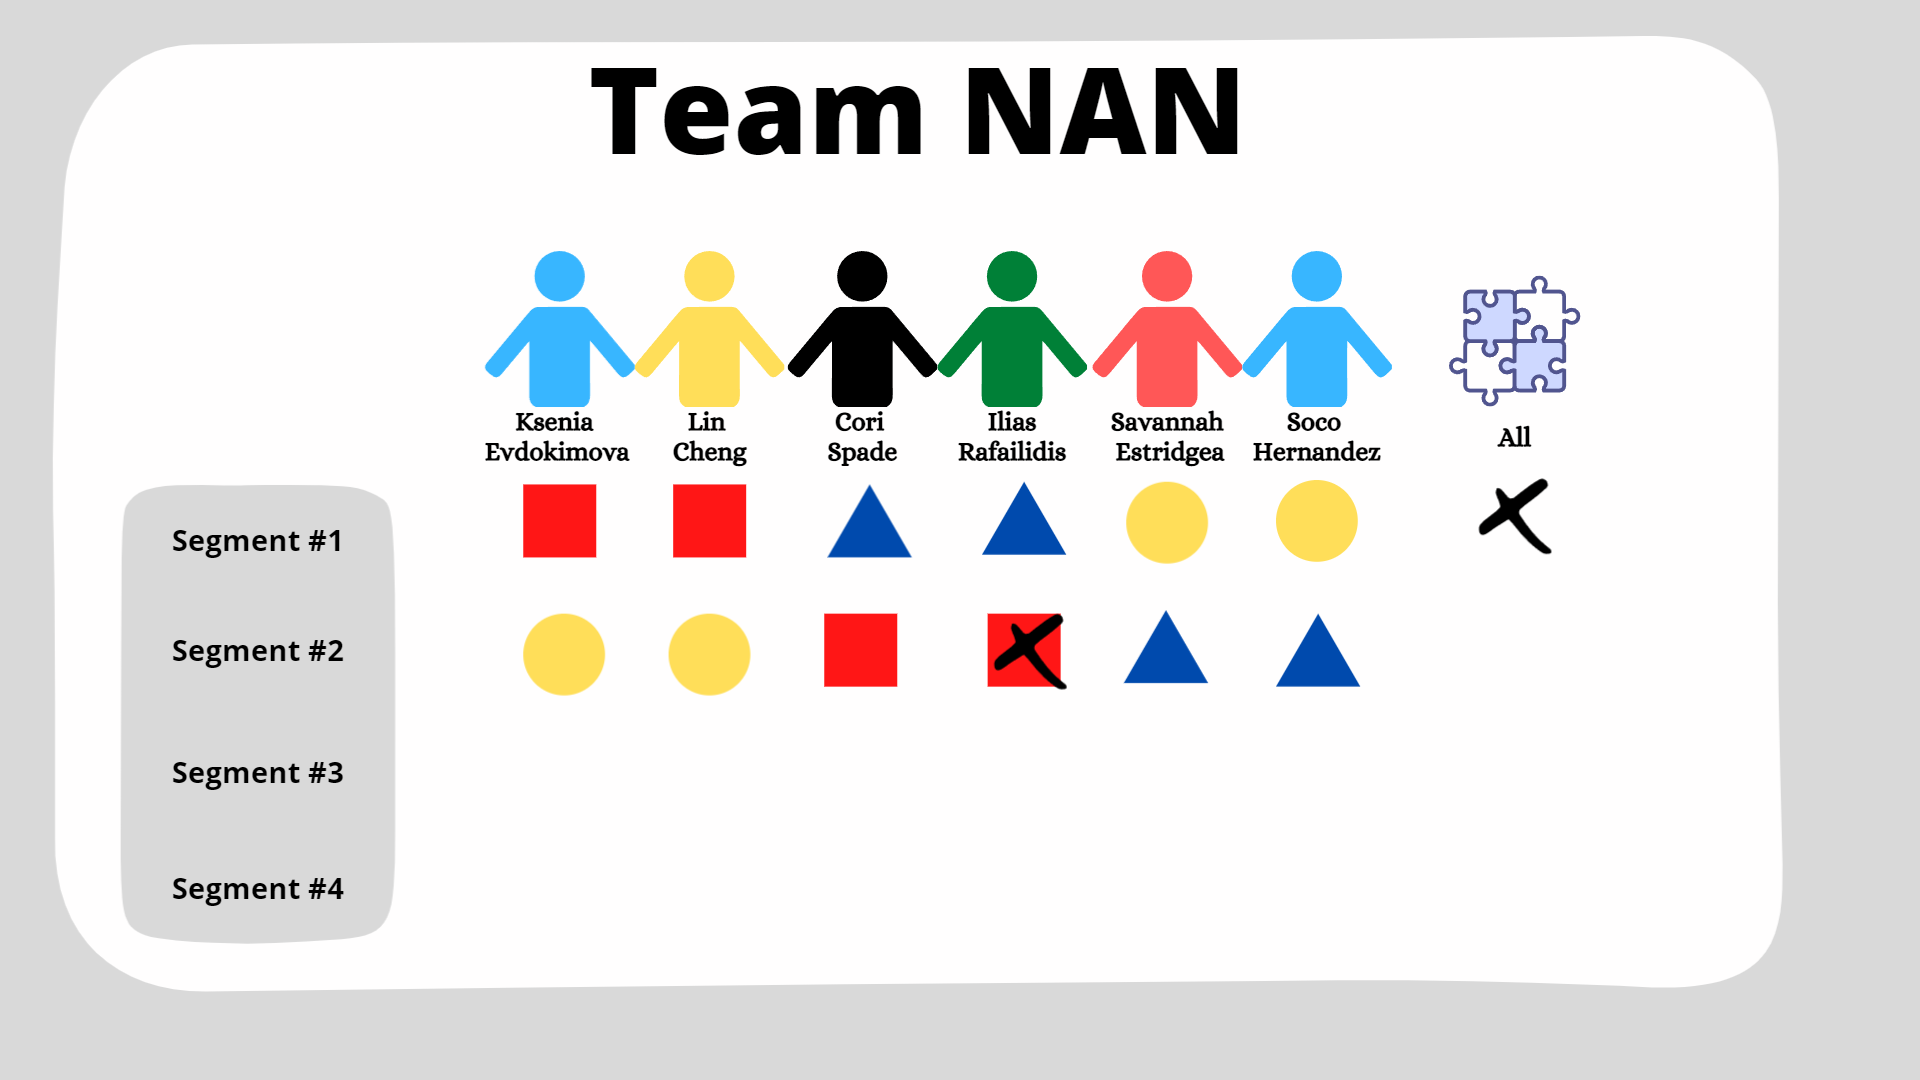 Team NAN
Ksenia
Evdokimova
Lin
Cheng
Cori
Spade
Ilias
Rafailidis
Savannah
Estridgea
Soco
Hernandez
All
Segment #1
Segment #2
Segment #3
Segment #4